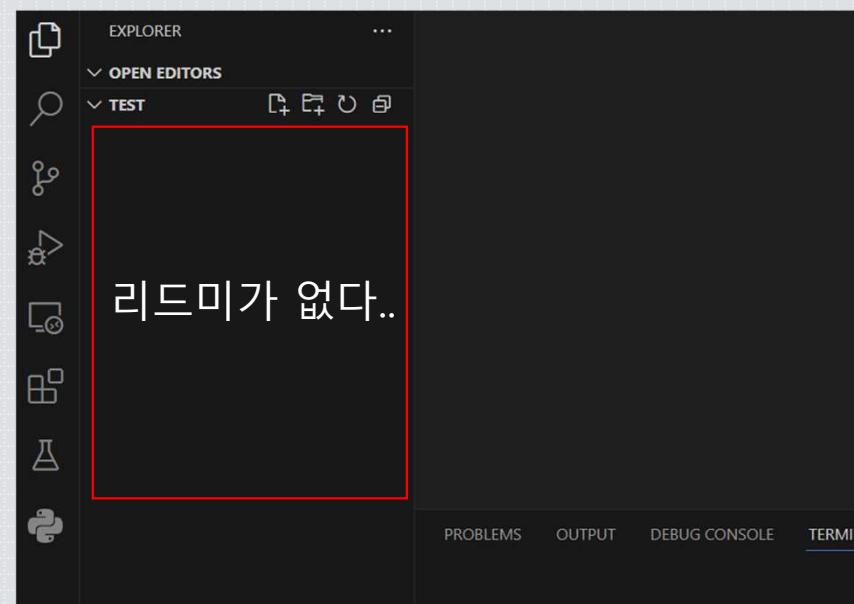 EXPLORER ...
OPEN EDITORS
TEST
리드미가 없다..
PROBLEMS OUTPUT DEBUG CONSOLE TERMI